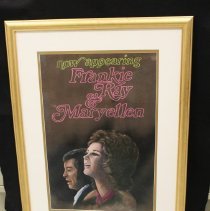 now appearing
Frankie
Ray
& Maryellen